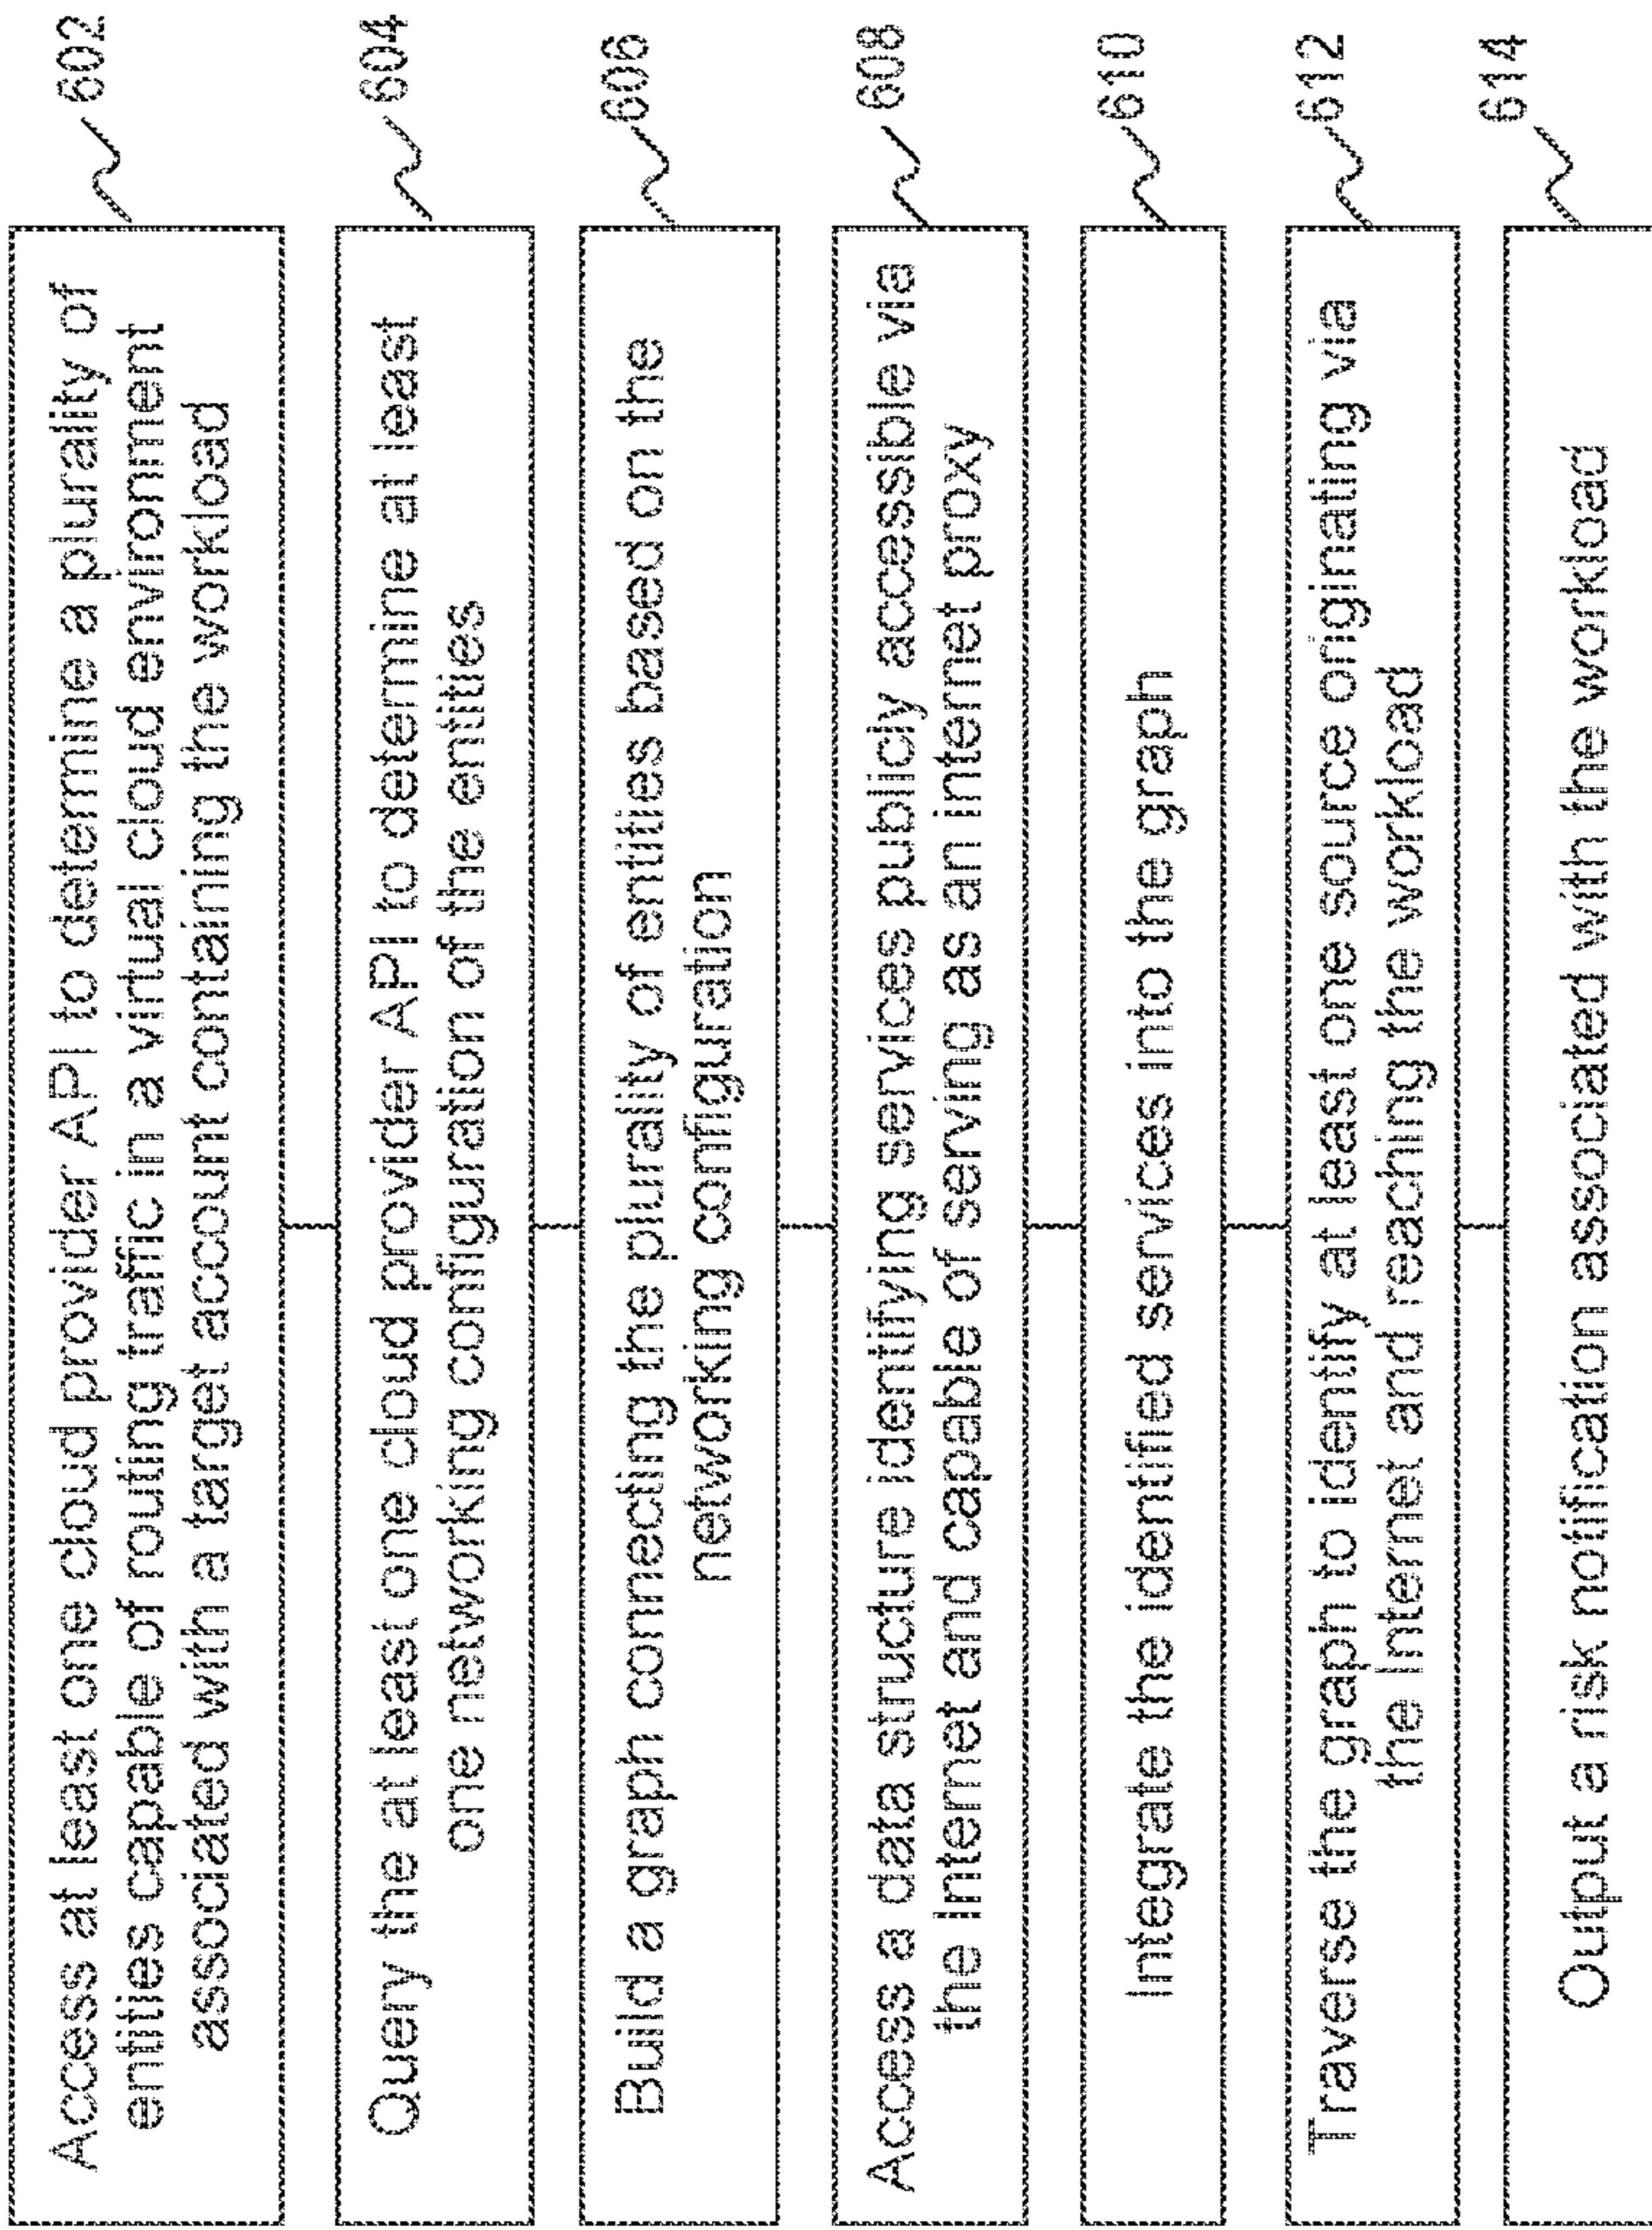 Access at least one cloud provider API to determine a plurality of
entities capable of routing traffic in a virtual cloud environment
associated with a target account containing the workload
602
Query the at least one cloud provider API to determine at least
one networking configuration of the entities
604
Build a graph connecting the plurality of entities based on the
networking configuration
606
Access a data structure identifying services publicly accessible via
the Internet and capable of serving as an internet proxy
608
Integrate the identified services into the graph
610
Traverse the graph to identify at least one source originating via
the Internet and reaching the workload
612
Output a risk notification associated with the workload
614